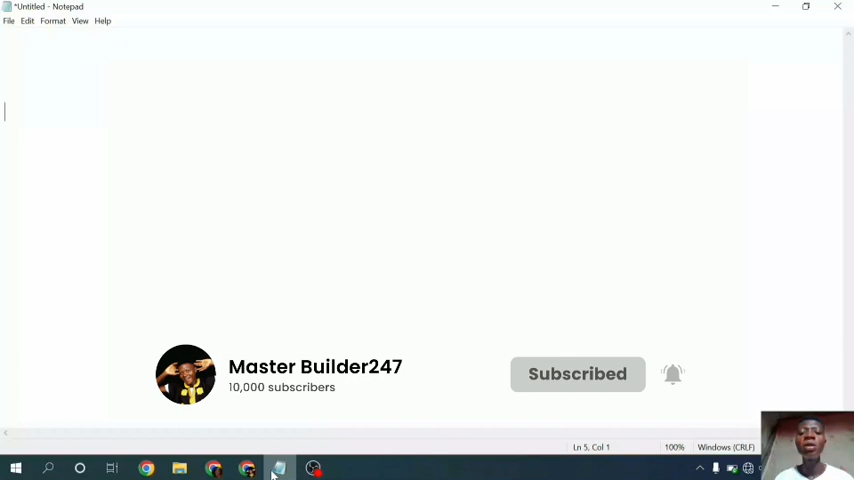 *Untitled - Notepad
File Edit Format View Help
Master Builder247
10,000 subscribers
Subscribed
Ln 5, Col 1 100% Windows (CRLF)